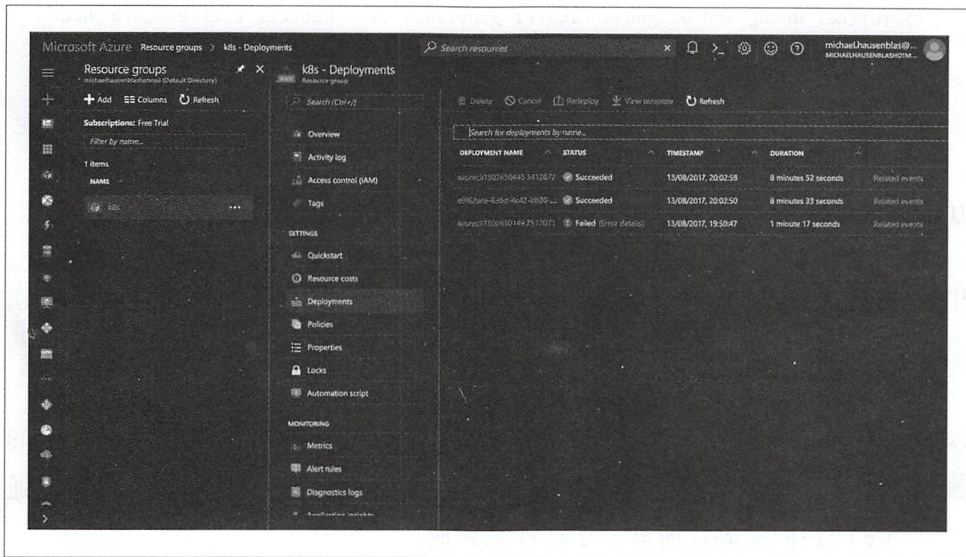 Microsoft Azure Resource groups > k8s - Deployments
Search resources
michael.hausenblas@...
MICHAELHAUSENBLASHOTM...
Resource groups
michaelhausenblashotmail (Default Directory)
Add Columns Refresh
Subscriptions: Free Trial
Filter by name...
1 items
NAME
k8s
k8s - Deployments
Resource group
Search (Ctrl+/)
Overview
Activity log
Access control (IAM)
Tags
SETTINGS
Quickstart
Resource costs
Deployments
Policies
Properties
Locks
Automation script
MONITORING
Metrics
Alert rules
Diagnostics logs
Application insights
Delete Cancel Redeploy View template Refresh
Search for deployments by name...
DEPLOYMENT NAME STATUS TIMESTAMP DURATION
Succeeded 13/08/2017, 20:02:58 8 minutes 52 seconds Related events
Succeeded 13/08/2017, 20:02:50 8 minutes 33 seconds Related events
Failed (Error details) 13/08/2017, 19:50:47 1 minute 17 seconds Related events